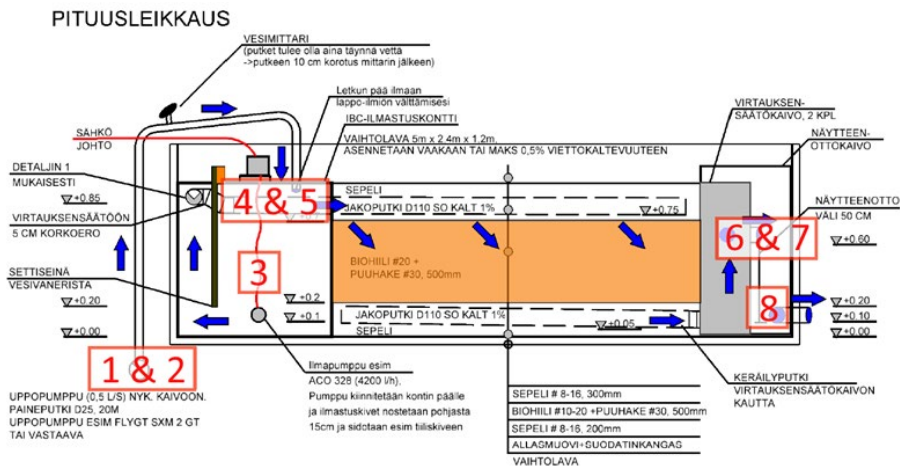 PITUUSLEIKKAUS
VESIMITTARI
(putket tulee olla aina täynnä vettä
->putkeen 10 cm korotus mittarin jälkeen)
Letkun pää ilmaan
lappo-ilmiön välttämisesi
IBC-ILMASTUSKONTTI
VAIHTOLAVA 5m x 2,4m x 1,2m,
ASENNETAAN VAAKAAN TAI MAKS 0,5% VIETTOKALTEVUUTEEN
VIRTAUKSEN-
SÄÄTÖKAIVO, 2 KPL
NÄYTTEEN-
OTTOKAIVO
SÄHKÖ
JOHTO
DETALJIN 1
MUKAISESTI
+0.85
VIRTAUKSENSÄÄTÖÖN
5 CM KORKOERO
SETTISEINÄ
VESIVANERISTA
+0.20
+0.00
4 & 5
3
1 & 2
SEPELI
JAKOPUTKI D110 SO KALT 1%
+0.75
BIOHIILI #20 +
PUUHAKE #30, 500mm
+0.2
+0.1
JAKOPUTKI D110 SO KALT 1%
+0.05
SEPELI
6 & 7
8
NÄYTTEENOTTO
VÄLI 50 CM
+0.60
+0.20
+0.10
+0.00
UPPOPUMPPU (0,5 L/S) NYK. KAIVOON.
PAINEPUTKI D25, 20M
UPPOPUMPPU ESIM FLYGT SXM 2 GT
TAI VASTAAVA
Ilmapumppu esim
ACO 328 (4200 l/h).
Pumppu kiinnitetään kontin päälle
ja ilmastuskivet nostetaan pohjasta
15cm ja sidotaan esim tiiliskiveen
SEPELI # 8-16, 300mm
BIOHIILI #10-20 +PUUHAKE #30, 500mm
SEPELI # 8-16, 200mm
ALLASMUOVI+SUODATINKANGAS
VAIHTOLAVA
KERÄILYPUTKI
VIRTAUKSENSÄÄTÖKAIVON
KAUTTA